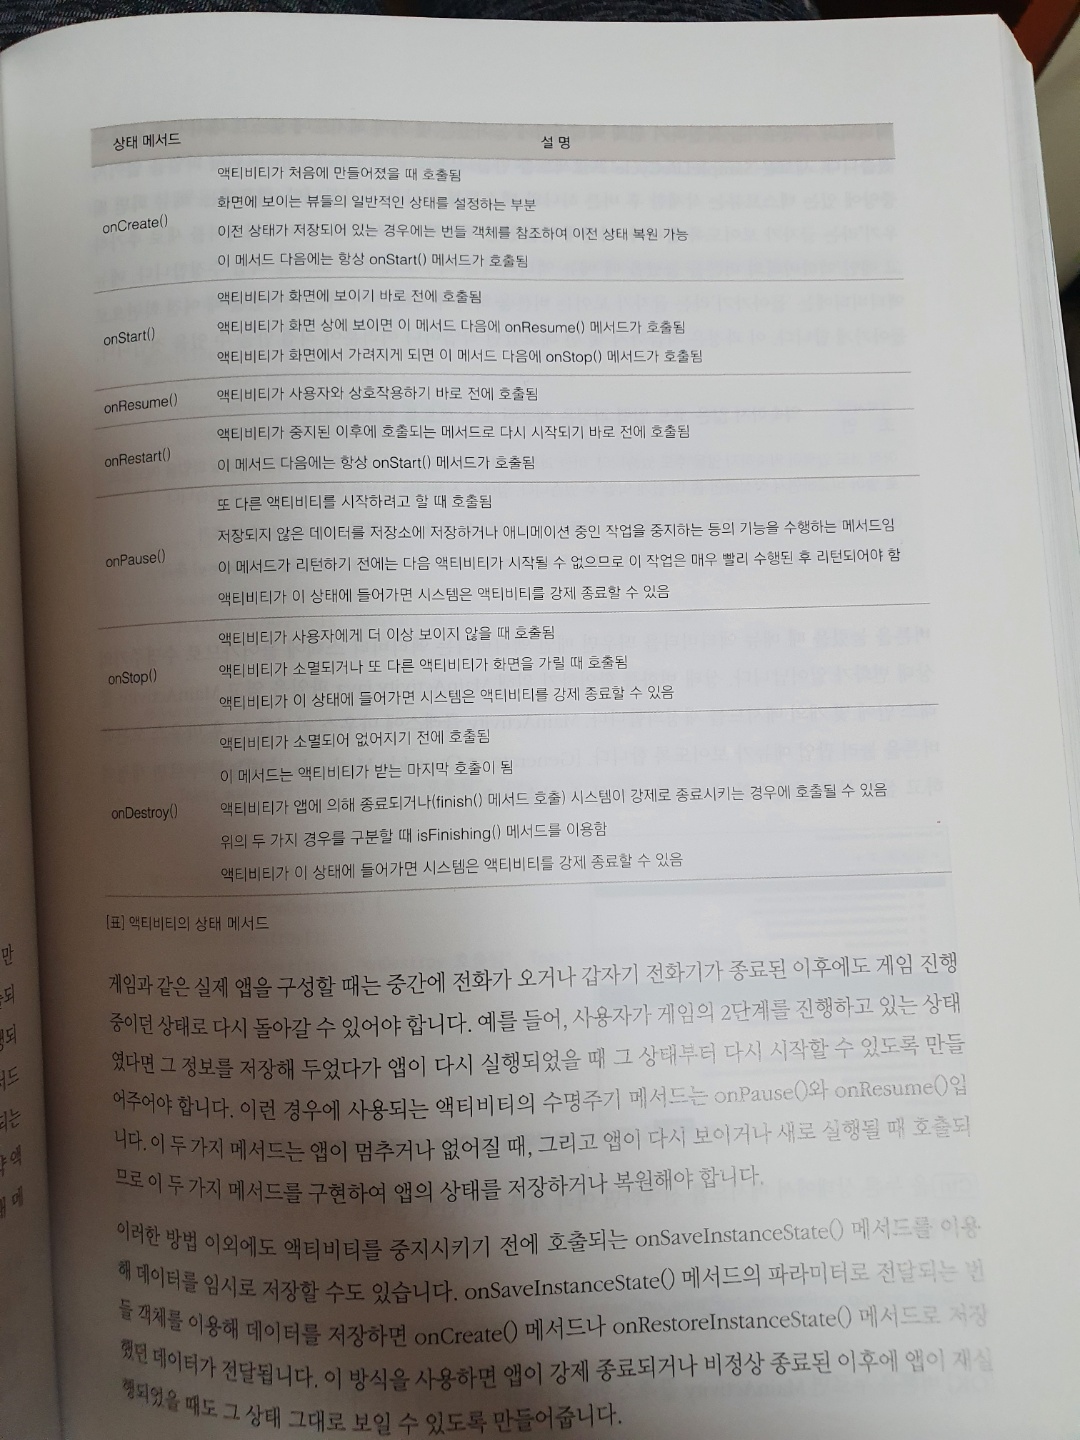 상태 메서드 설 명
onCreate()
액티비티가 처음에 만들어졌을 때 호출됨
화면에 보이는 뷰들의 일반적인 상태를 설정하는 부분
이전 상태가 저장되어 있는 경우에는 번들 객체를 참조하여 이전 상태 복원 가능
이 메서드 다음에는 항상 onStart() 메서드가 호출됨
onStart()
액티비티가 화면에 보이기 바로 전에 호출됨
액티비티가 화면 상에 보이면 이 메서드 다음에 onResume() 메서드가 호출됨
액티비티가 화면에서 가려지게 되면 이 메서드 다음에 onStop() 메서드가 호출됨
onResume()
액티비티가 사용자와 상호작용하기 바로 전에 호출됨
onRestart()
액티비티가 중지된 이후에 호출되는 메서드로 다시 시작되기 바로 전에 호출됨
이 메서드 다음에는 항상 onStart() 메서드가 호출됨
onPause()
또 다른 액티비티를 시작하려고 할 때 호출됨
저장되지 않은 데이터를 저장소에 저장하거나 애니메이션 중인 작업을 중지하는 등의 기능을 수행하는 메서드임
이 메서드가 리턴하기 전에는 다음 액티비티가 시작될 수 없으므로 이 작업은 매우 빨리 수행된 후 리턴되어야 함
액티비티가 이 상태에 들어가면 시스템은 액티비티를 강제 종료할 수 있음
onStop()
액티비티가 사용자에게 더 이상 보이지 않을 때 호출됨
액티비티가 소멸되거나 또 다른 액티비티가 화면을 가릴 때 호출됨
액티비티가 이 상태에 들어가면 시스템은 액티비티를 강제 종료할 수 있음
onDestroy()
액티비티가 소멸되어 없어지기 전에 호출됨
이 메서드는 액티비티가 받는 마지막 호출이 됨
액티비티가 앱에 의해 종료되거나(finish() 메서드 호출) 시스템이 강제로 종료시키는 경우에 호출될 수 있음
위의 두 가지 경우를 구분할 때 isFinishing() 메서드를 이용함
액티비티가 이 상태에 들어가면 시스템은 액티비티를 강제 종료할 수 있음
[표] 액티비티의 상태 메서드
게임과 같은 실제 앱을 구성할 때는 중간에 전화가 오거나 갑자기 전화기가 종료된 이후에도 게임 진행
중이던 상태로 다시 돌아갈 수 있어야 합니다. 예를 들어, 사용자가 게임의 2단계를 진행하고 있는 상태
였다면 그 정보를 저장해 두었다가 앱이 다시 실행되었을 때 그 상태부터 다시 시작할 수 있도록 만들
어주어야 합니다. 이런 경우에 사용되는 액티비티의 수명주기 메서드는 onPause()와 onResume()입
니다. 이 두 가지 메서드는 앱이 멈추거나 없어질 때, 그리고 앱이 다시 보이거나 새로 실행될 때 호출되
므로 이 두 가지 메서드를 구현하여 앱의 상태를 저장하거나 복원해야 합니다.
이러한 방법 이외에도 액티비티를 중지시키기 전에 호출되는 onSaveInstanceState() 메서드를 이용
해 데이터를 임시로 저장할 수도 있습니다. onSaveInstanceState() 메서드의 파라미터로 전달되는 번
들 객체를 이용해 데이터를 저장하면 onCreate() 메서드나 onRestoreInstanceState() 메서드로 저장
했던 데이터가 전달됩니다. 이 방식을 사용하면 앱이 강제 종료되거나 비정상 종료된 이후에 앱이 재실
행되었을 때도 그 상태 그대로 보일 수 있도록 만들어줍니다.